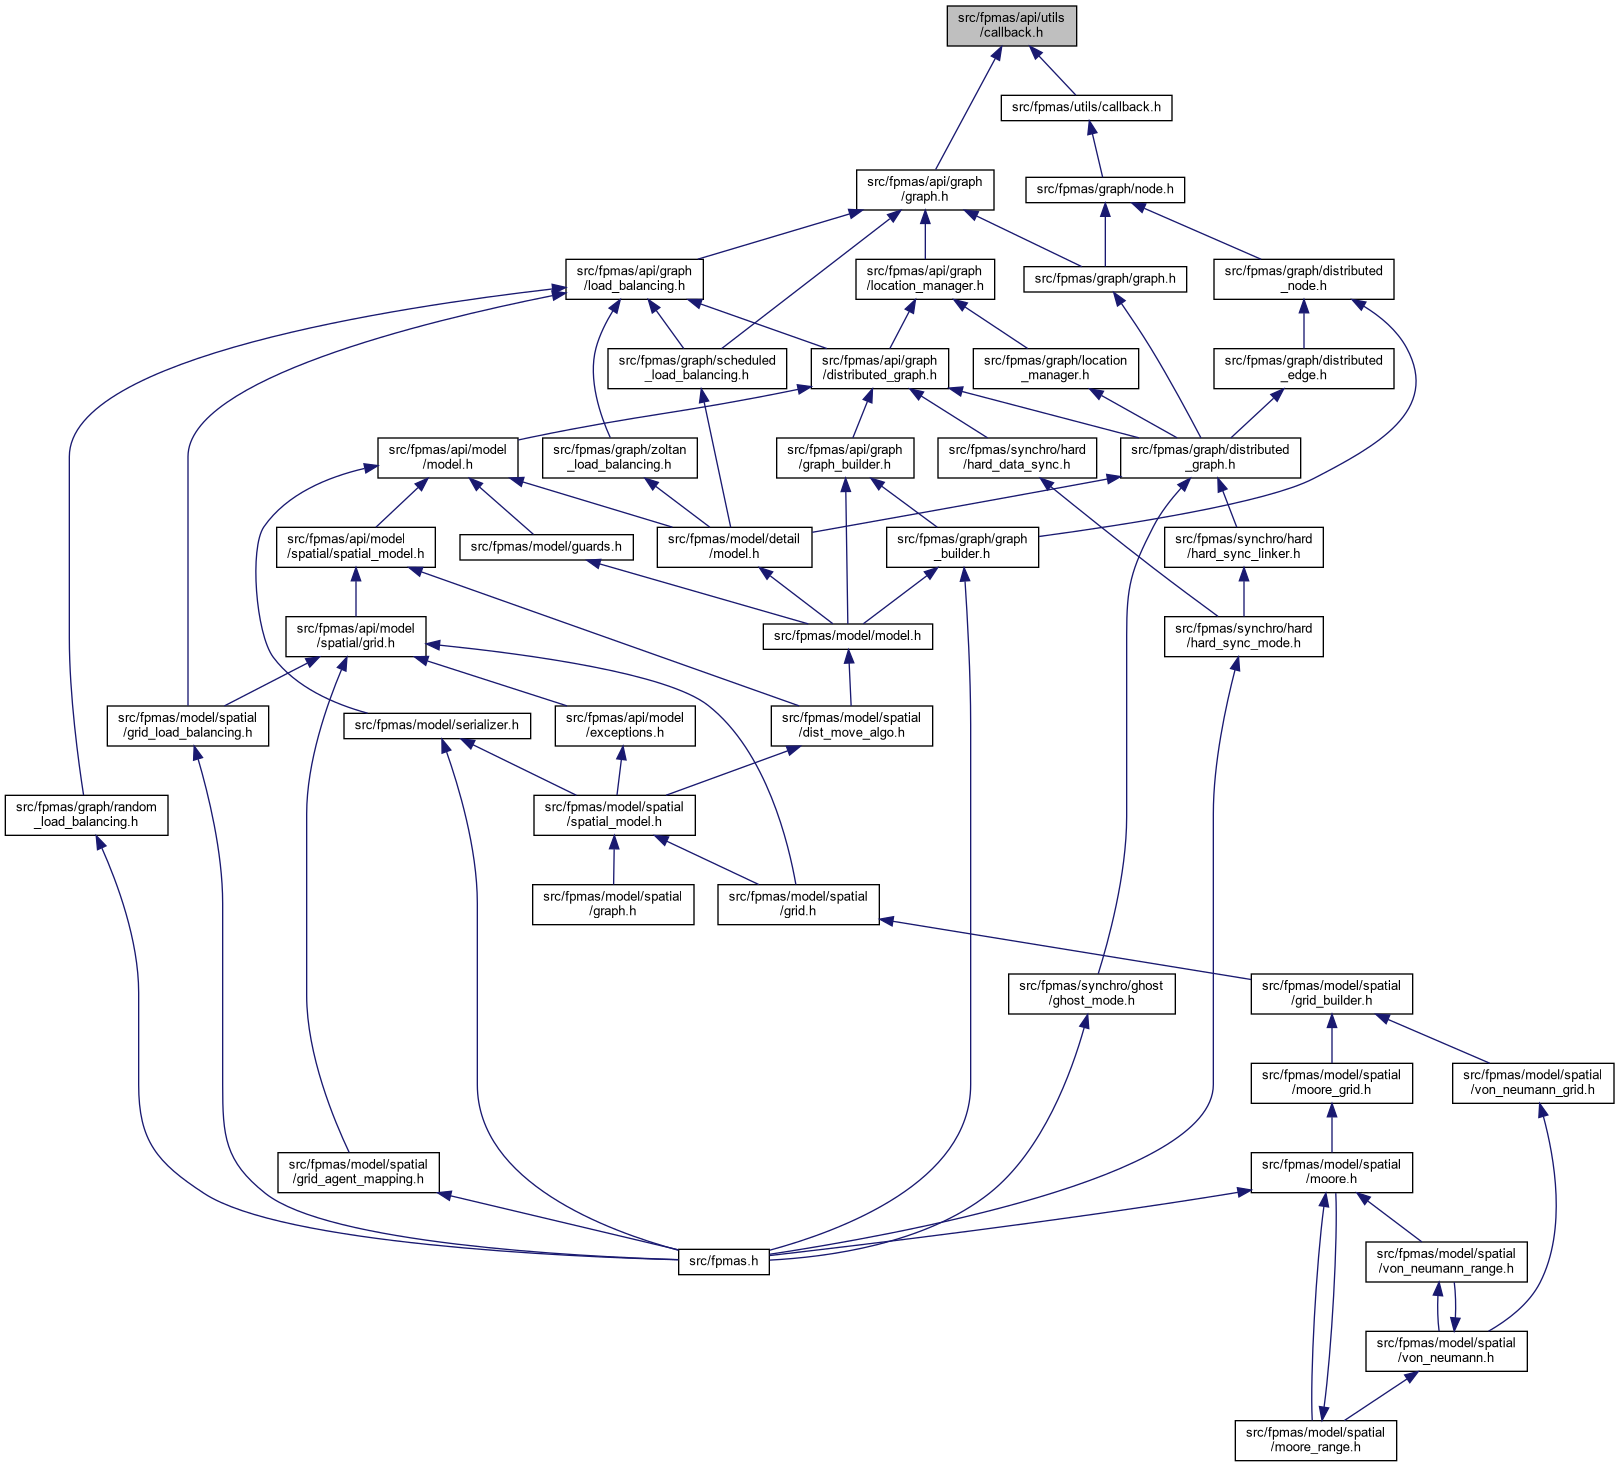 src/fpmas/api/utils
/callback.h
src/fpmas/utils/callback.h
src/fpmas/api/graph
/graph.h
src/fpmas/graph/node.h
src/fpmas/api/graph
/load_balancing.h
src/fpmas/api/graph
/location_manager.h
src/fpmas/graph/graph.h
src/fpmas/graph/distributed
_node.h
src/fpmas/graph/scheduled
_load_balancing.h
src/fpmas/api/graph
/distributed_graph.h
src/fpmas/graph/location
_manager.h
src/fpmas/graph/distributed
_edge.h
src/fpmas/api/model
/model.h
src/fpmas/graph/zoltan
_load_balancing.h
src/fpmas/api/graph
/graph_builder.h
src/fpmas/synchro/hard
/hard_data_sync.h
src/fpmas/graph/distributed
_graph.h
src/fpmas/api/model
/spatial/spatial_model.h
src/fpmas/model/guards.h
src/fpmas/model/detail
/model.h
src/fpmas/graph/graph
_builder.h
src/fpmas/synchro/hard
/hard_sync_linker.h
src/fpmas/api/model
/spatial/grid.h
src/fpmas/model/model.h
src/fpmas/synchro/hard
/hard_sync_mode.h
src/fpmas/model/spatial
/grid_load_balancing.h
src/fpmas/model/serializer.h
src/fpmas/api/model
/exceptions.h
src/fpmas/model/spatial
/dist_move_algo.h
src/fpmas/graph/random
_load_balancing.h
src/fpmas/model/spatial
/spatial_model.h
src/fpmas/model/spatial
/graph.h
src/fpmas/model/spatial
/grid.h
src/fpmas/synchro/ghost
/ghost_mode.h
src/fpmas/model/spatial
/grid_builder.h
src/fpmas/model/spatial
/moore_grid.h
src/fpmas/model/spatial
/von_neumann_grid.h
src/fpmas/model/spatial
/grid_agent_mapping.h
src/fpmas/model/spatial
/moore.h
src/fpmas.h
src/fpmas/model/spatial
/von_neumann_range.h
src/fpmas/model/spatial
/von_neumann.h
src/fpmas/model/spatial
/moore_range.h